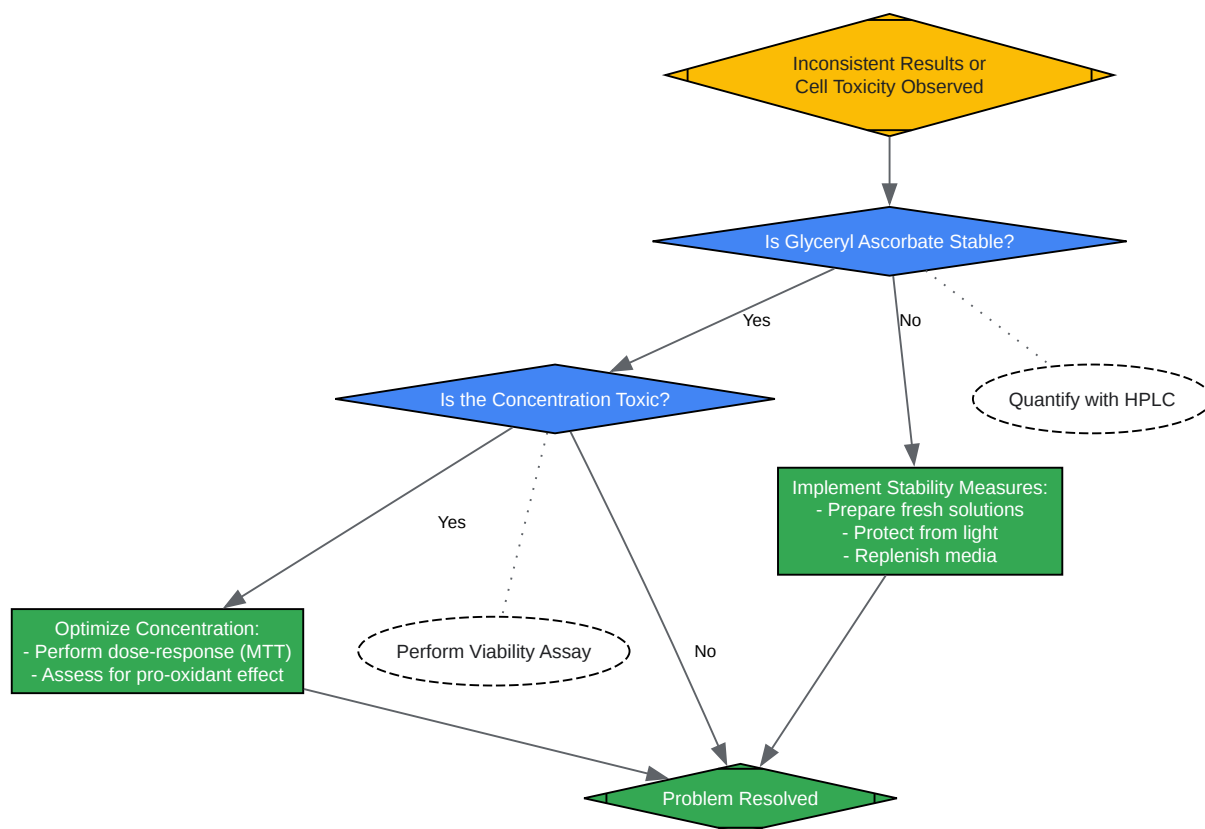 Inconsistent Results or
Cell Toxicity Observed
Is Glyceryl Ascorbate Stable?
Yes
No
Is the Concentration Toxic?
Quantify with HPLC
Implement Stability Measures:
- Prepare fresh solutions
- Protect from light
- Replenish media
Yes
Optimize Concentration:
- Perform dose-response (MTT)
- Assess for pro-oxidant effect
Perform Viability Assay
No
Problem Resolved